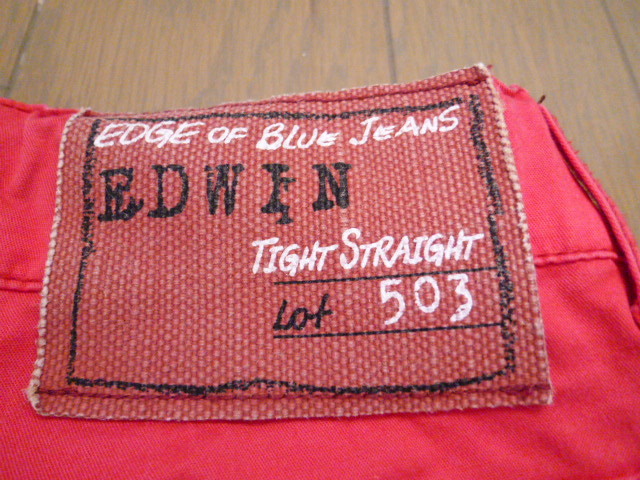 EDGE OF BLUE JEANS
EDWIN
TIGHT STRAIGHT
Lot 503